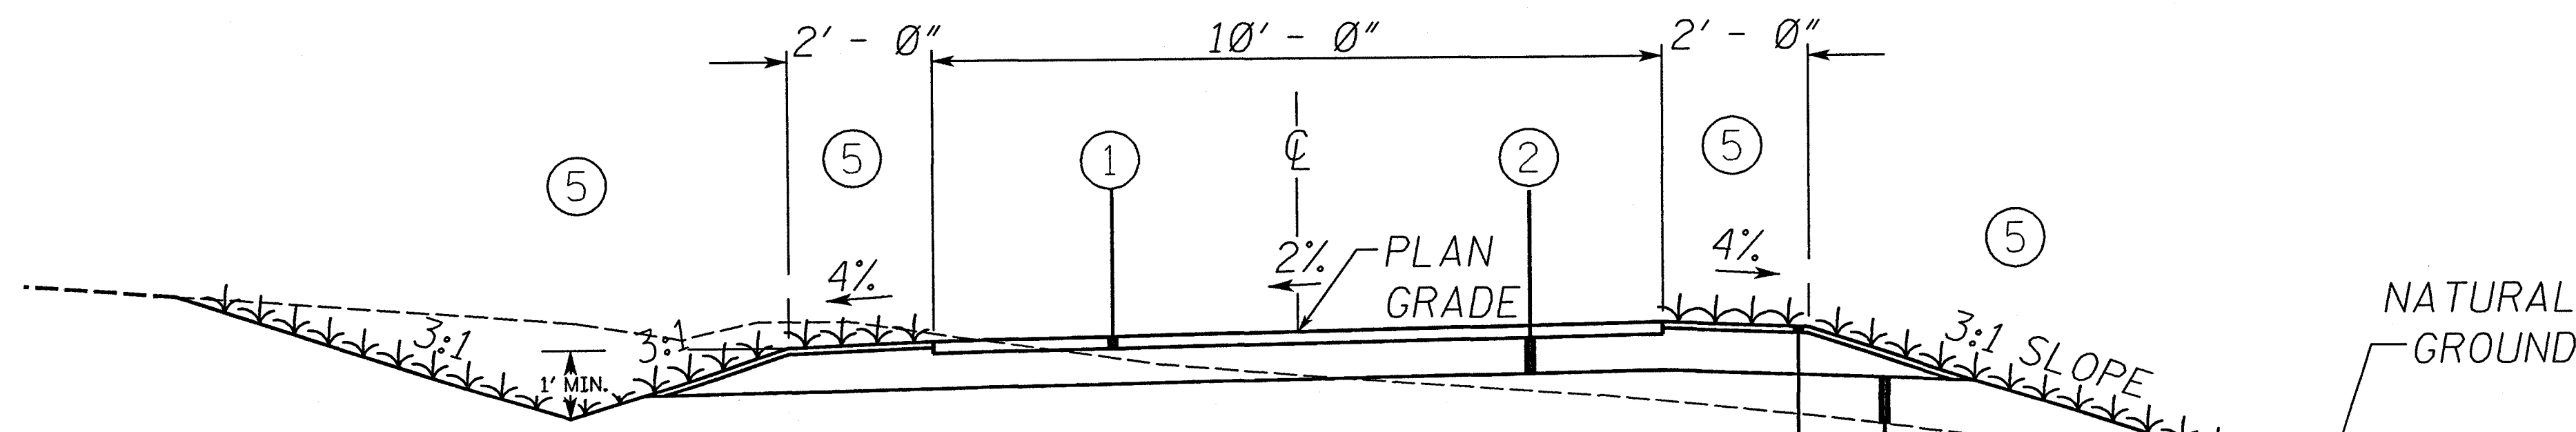 2' - Ø" 10' - Ø" 2' - Ø"
5 5 1 ℄ 2 5 5
4% 2% PLAN GRADE 4%
NATURAL
GROUND
3:1 3:1 3:1 SLOPE
1' MIN.